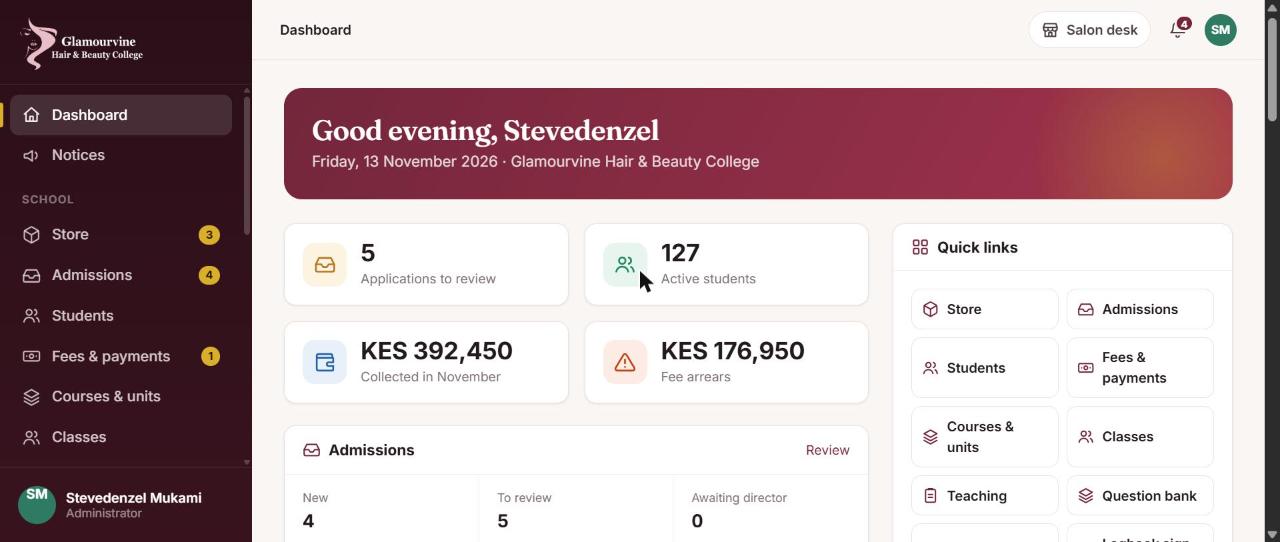 Glamourvine
Hair & Beauty College
Dashboard
Notices
SCHOOL
Store 3
Admissions 4
Students
Fees & payments 1
Courses & units
Classes
SM
Stevedenzel Mukami
Administrator
Dashboard
Salon desk
4
SM
Good evening, Stevedenzel
Friday, 13 November 2026 · Glamourvine Hair & Beauty College
5
Applications to review
127
Active students
KES 392,450
Collected in November
KES 176,950
Fee arrears
Admissions
Review
New
4
To review
5
Awaiting director
0
Quick links
Store
Admissions
Students
Fees &
payments
Courses &
units
Classes
Teaching
Question bank